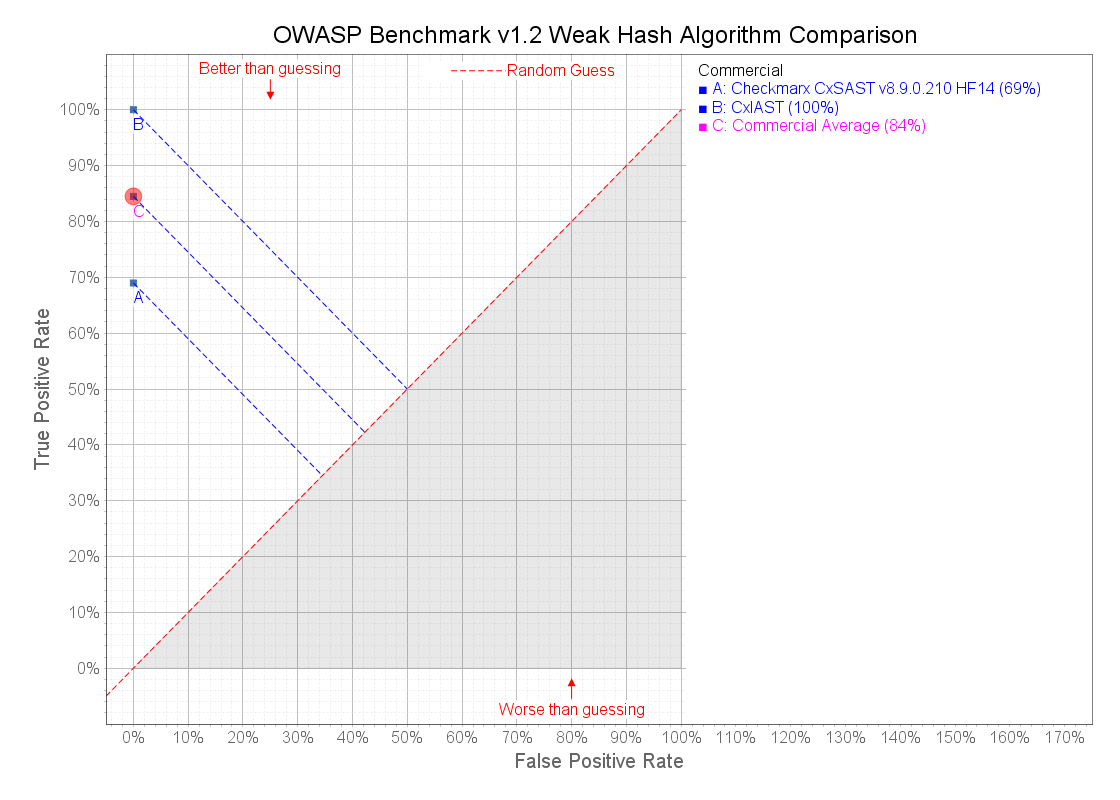 OWASP Benchmark v1.2 Weak Hash Algorithm Comparison
Better than guessing
Random Guess
Commercial
A: Checkmarx CxSAST v8.9.0.210 HF14 (69%)
B: CxIAST (100%)
C: Commercial Average (84%)
100%
90%
80%
70%
60%
50%
40%
30%
20%
10%
0%
B
C
A
True Positive Rate
Worse than guessing
0% 10% 20% 30% 40% 50% 60% 70% 80% 90% 100% 110% 120% 130% 140% 150% 160% 170%
False Positive Rate